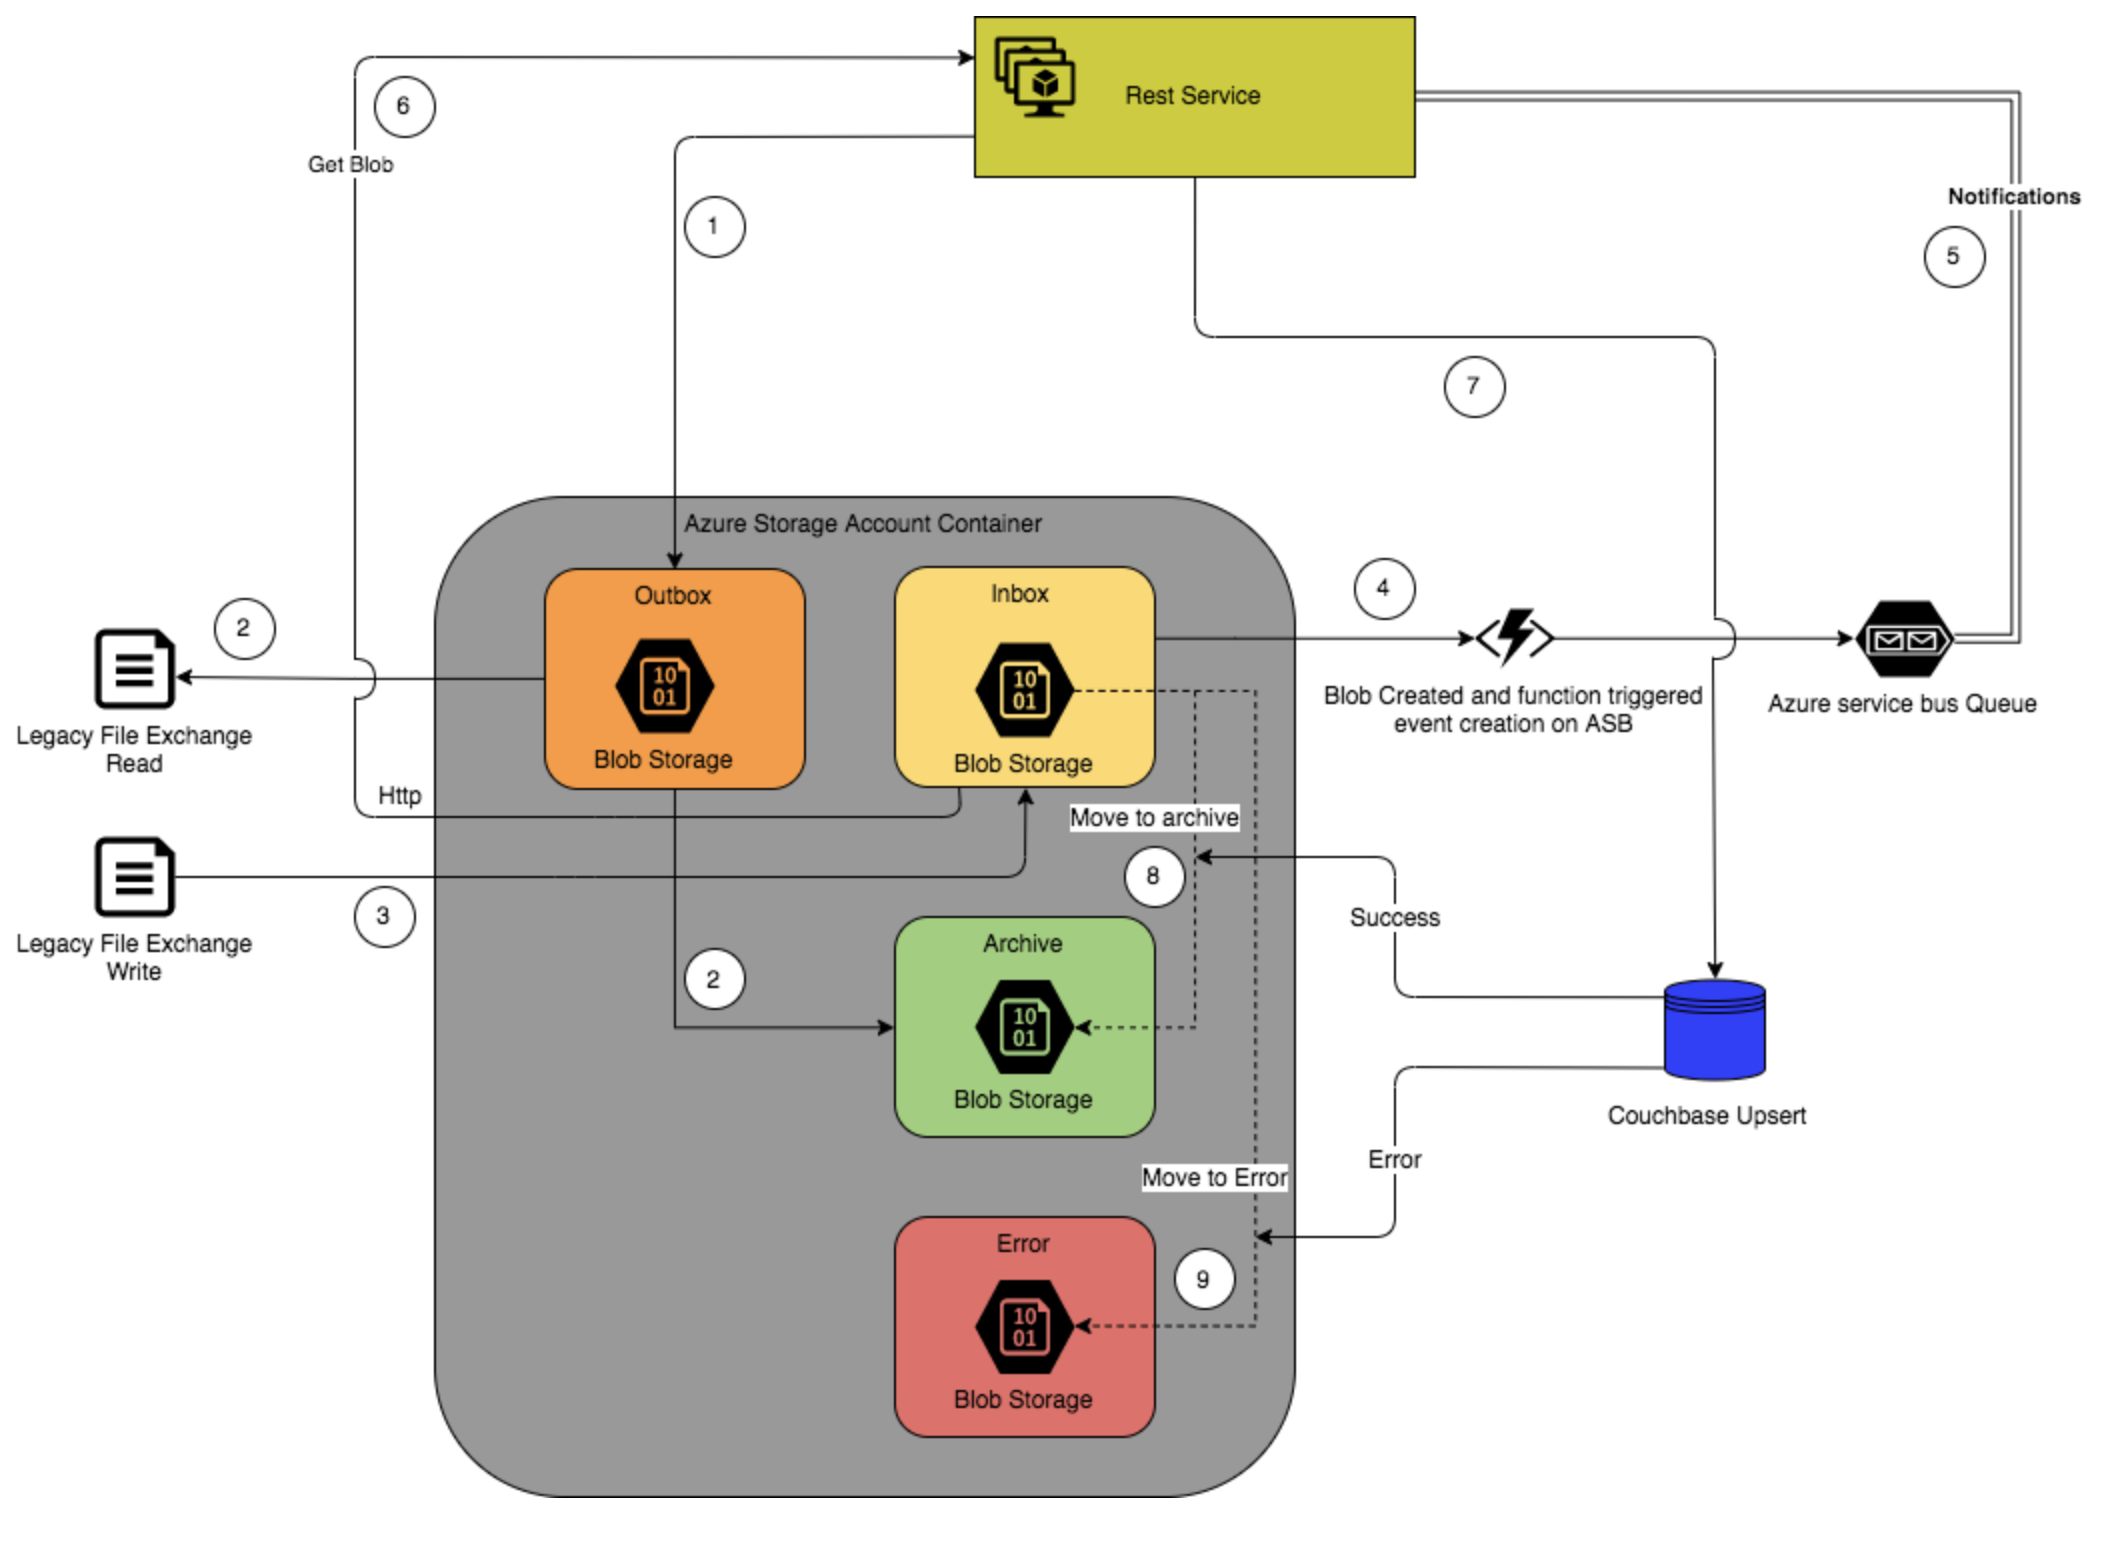 Rest Service
6
Get Blob
1
Notifications
5
7
Azure Storage Account Container
Outbox
10
01
Blob Storage
Inbox
10
01
Blob Storage
4
Blob Created and function triggered
event creation on ASB
Azure service bus Queue
2
Legacy File Exchange
Read
Http
Legacy File Exchange
Write
3
Move to archive
8
Success
2
Archive
10
01
Blob Storage
Couchbase Upsert
Error
Move to Error
9
Error
10
01
Blob Storage